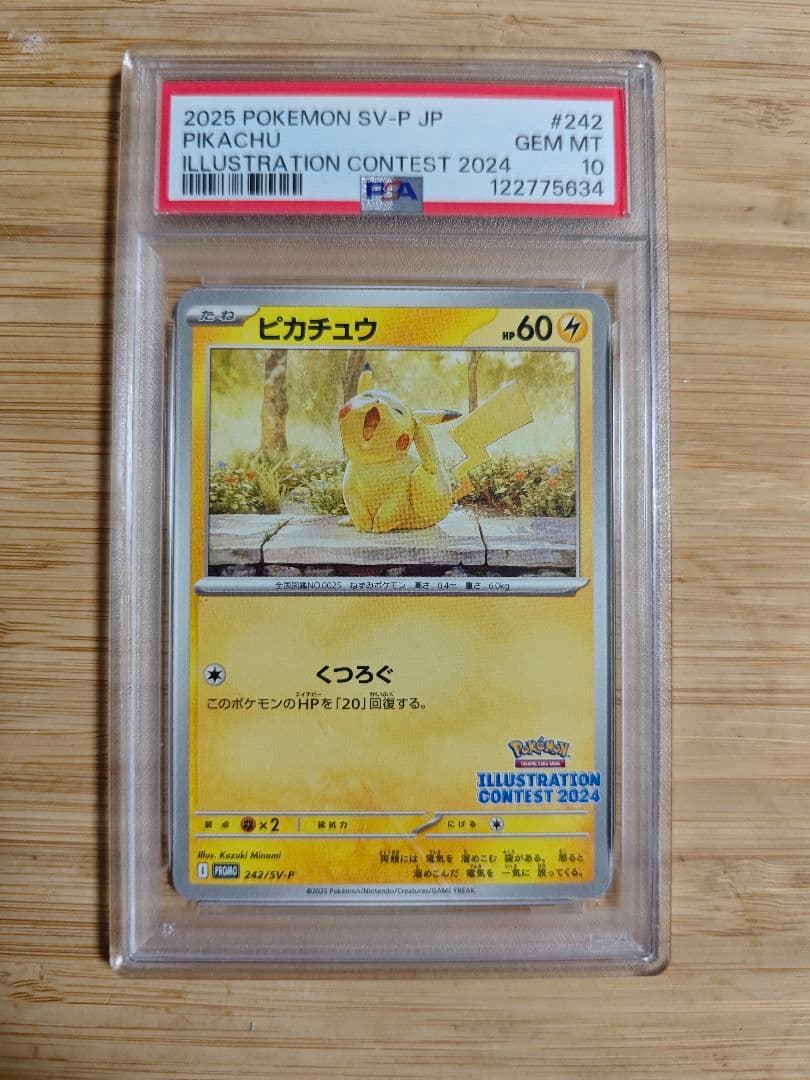 2025 POKEMON SV-P JP #242
PIKACHU GEM MT
ILLUSTRATION CONTEST 2024 10
PSA 122775634
たね ピカチュウ HP60
全国図鑑NO.0025 ねずみポケモン 高さ:0.4m 重さ:6.0kg
くつろぐ
このポケモンのHPを「20」回復する。
Pokémon
TRADING CARD GAME
ILLUSTRATION
CONTEST 2024
弱点 ×2 抵抗力 にげる
Illus. Kazuki Minami
両頬には 電気を 溜めこむ 袋がある。 怒ると
I PROMO 242/SV-P
溜めこんだ 電気を 一気に 放ってくる。
©2025 Pokémon/Nintendo/Creatures/GAME FREAK